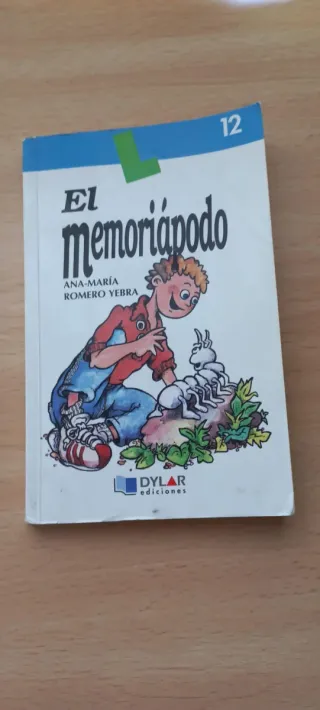 12
El
memoriápodo
ANA-MARÍA
ROMERO YEBRA
DYLAR
ediciones